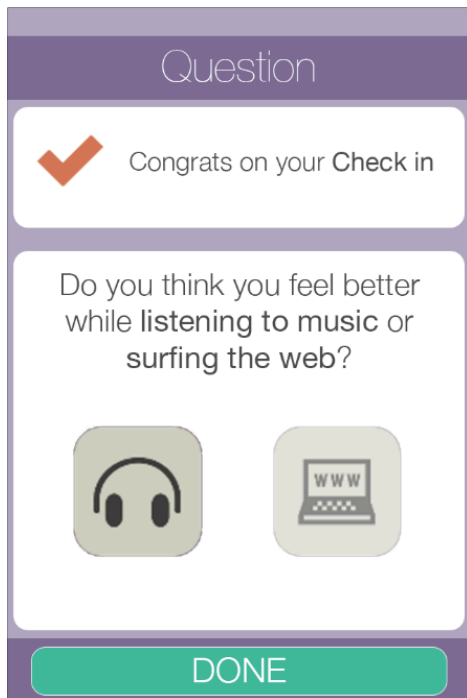 Question
Congrats on your Check in
Do you think you feel better
while listening to music or
surfing the web?
WWW
DONE